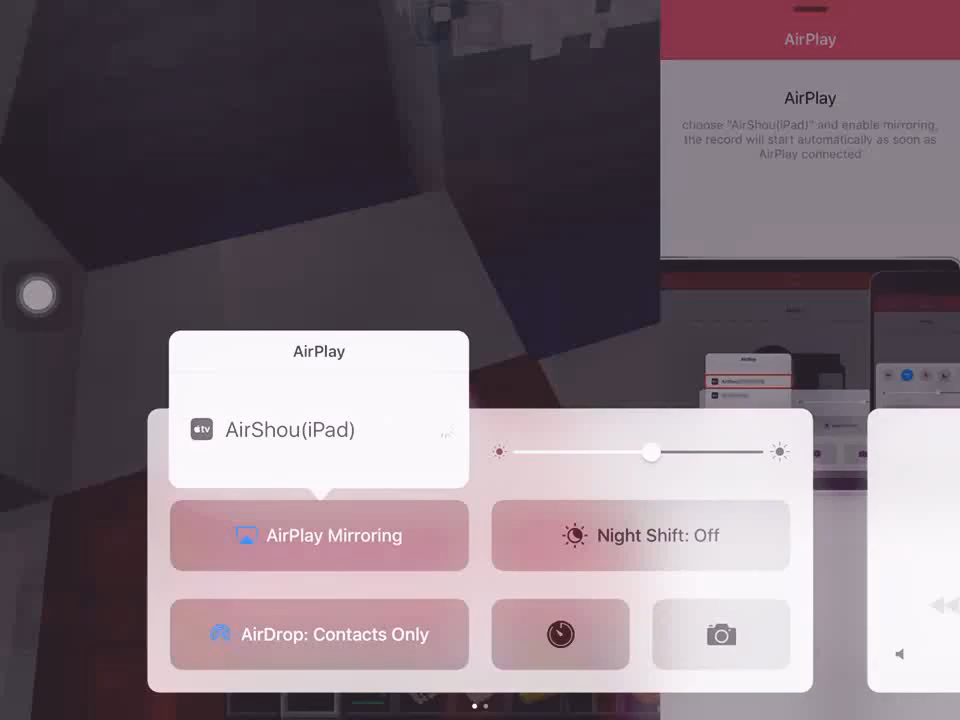 AirPlay
AirPlay
choose "AirShou(iPad)" and enable mirroring,
the record will start automatically as soon as
AirPlay connected
AirPlay
tv AirShou(iPad)
AirPlay Mirroring
Night Shift: Off
AirDrop: Contacts Only